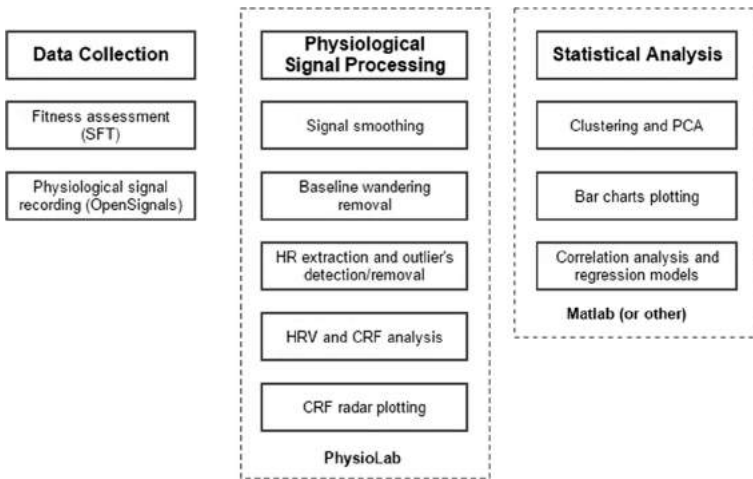 Data Collection
Fitness assessment
(SFT)
Physiological signal
recording (OpenSignals)
Physiological
Signal Processing
Signal smoothing
Baseline wandering
removal
HR extraction and outlier's
detection/removal
HRV and CRF analysis
CRF radar plotting
PhysioLab
Statistical Analysis
Clustering and PCA
Bar charts plotting
Correlation analysis and
regression models
Matlab (or other)